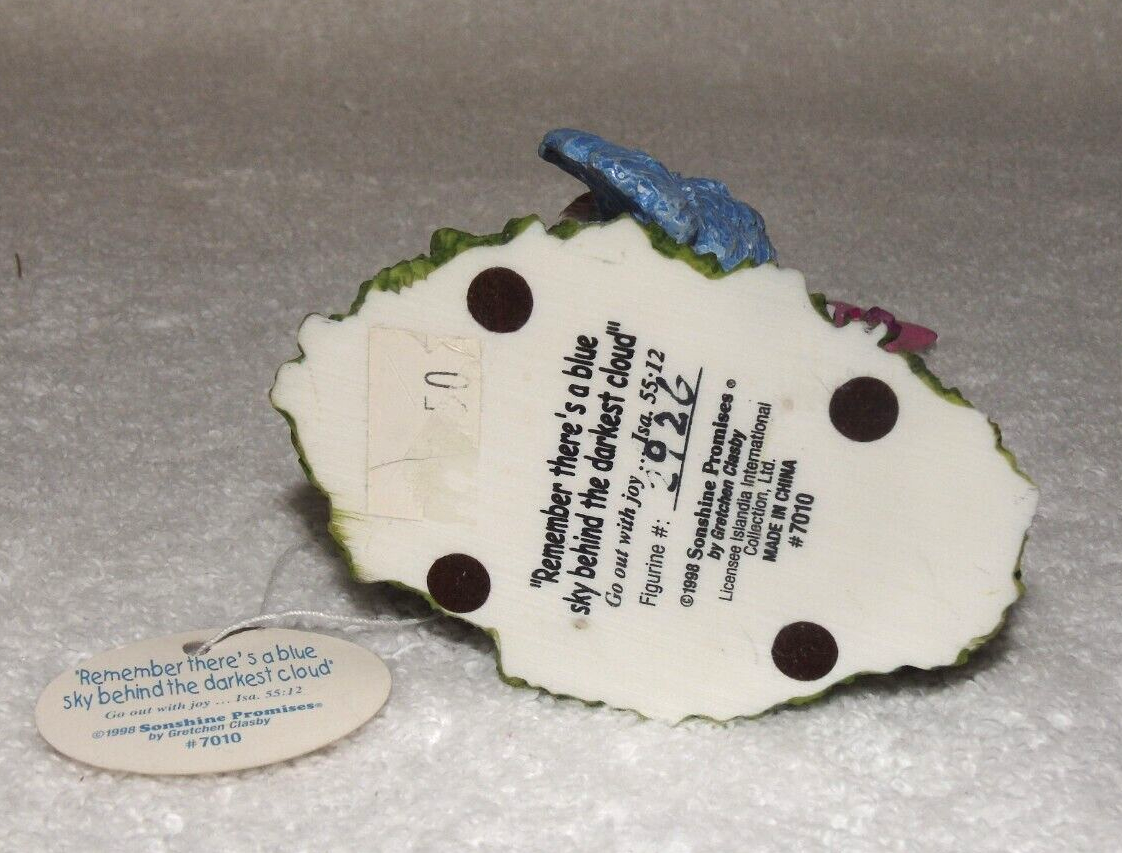 "Remember there's a blue
sky behind the darkest cloud"
Go out with joy ... Isa. 55:12
Figurine #:
©1998 Sonshine Promises®
by Gretchen Clasby
Licensee Islandia International
Collection, Ltd.
MADE IN CHINA
#7010
50
"Remember there's a blue
sky behind the darkest cloud"
Go out with joy ... Isa. 55:12
©1998 Sonshine Promises®
by Gretchen Clasby
#7010